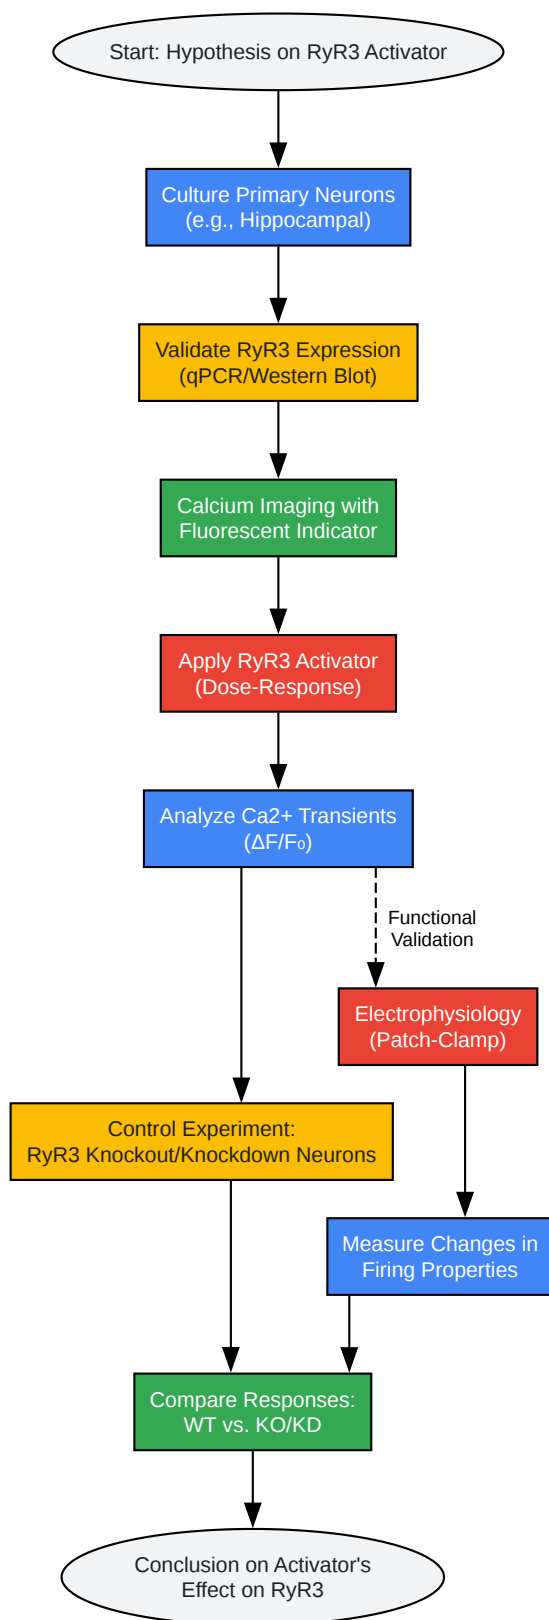 Start: Hypothesis on RyR3 Activator
Culture Primary Neurons
(e.g., Hippocampal)
Validate RyR3 Expression
(qPCR/Western Blot)
Calcium Imaging with
Fluorescent Indicator
Apply RyR3 Activator
(Dose-Response)
Analyze Ca2+ Transients
(ΔF/F₀)
Functional
Validation
Electrophysiology
(Patch-Clamp)
Control Experiment:
RyR3 Knockout/Knockdown Neurons
Measure Changes in
Firing Properties
Compare Responses:
WT vs. KO/KD
Conclusion on Activator's
Effect on RyR3